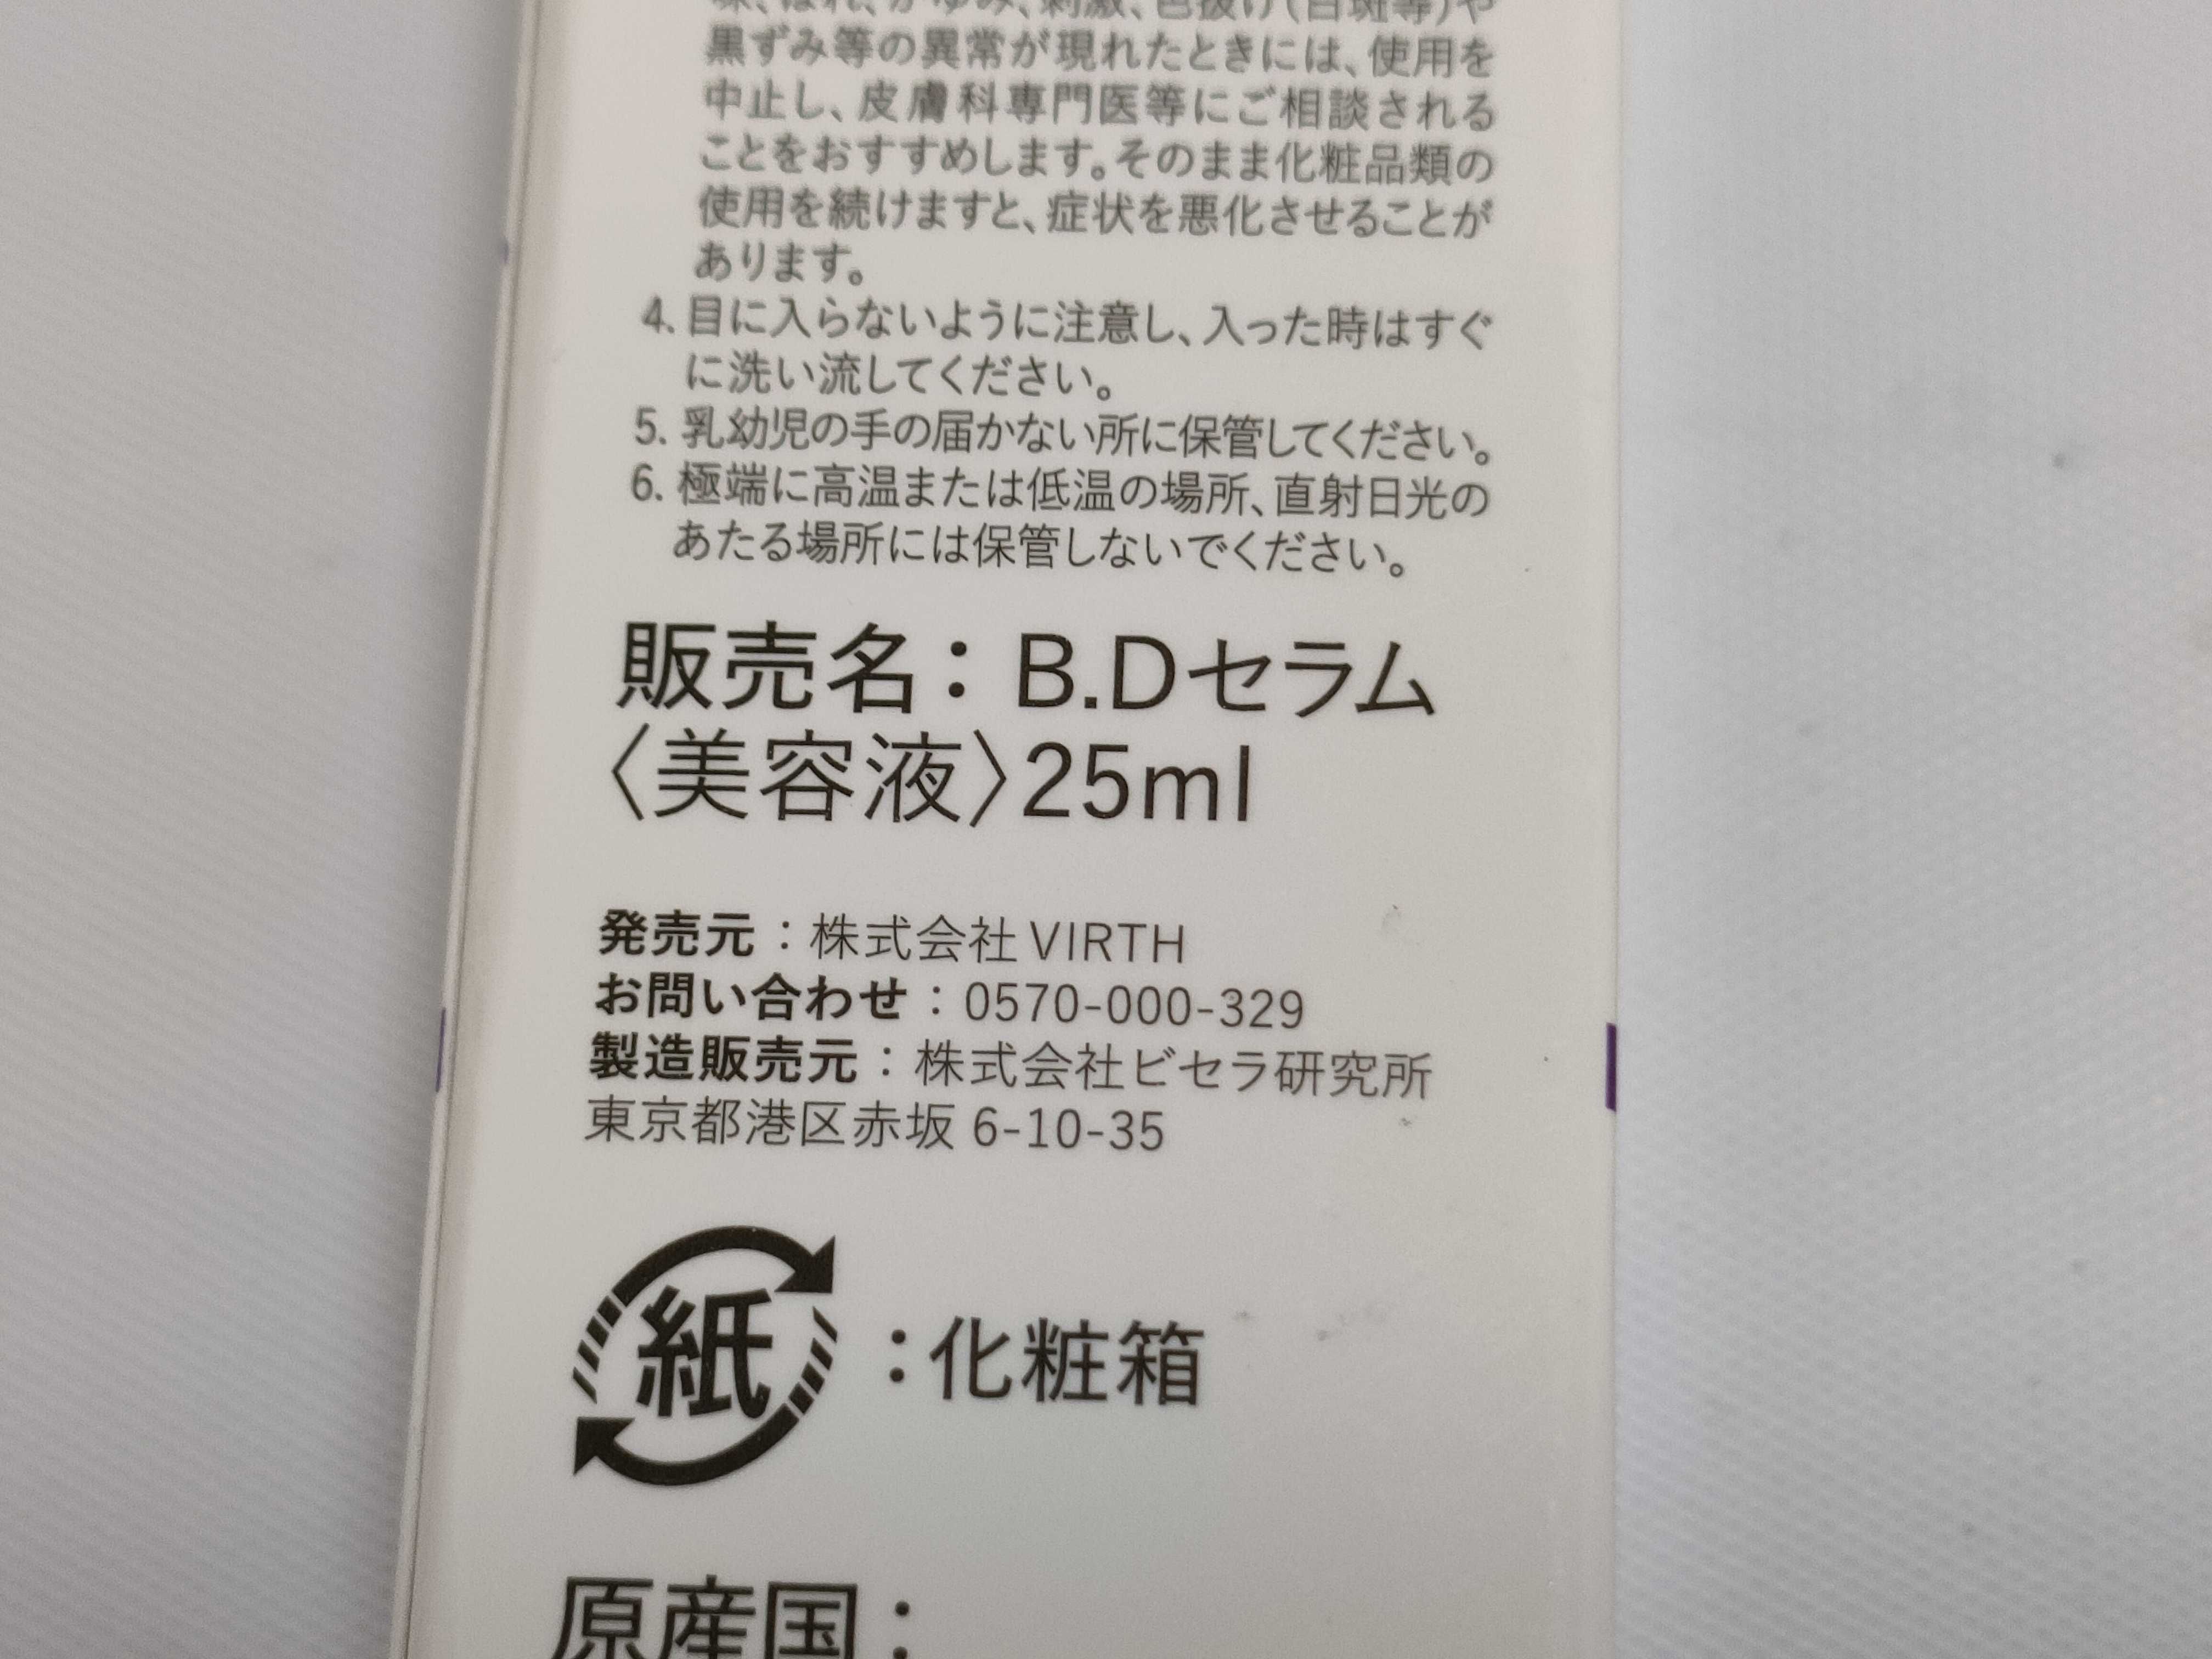 黒ずみ等の異常が現れたときには、使用を
中止し、皮膚科専門医等にご相談される
ことをおすすめします。そのまま化粧品類の
使用を続けますと、症状を悪化させることが
あります。
4. 目に入らないように注意し、入った時はすぐ
に洗い流してください。
5. 乳幼児の手の届かない所に保管してください。
6. 極端に高温または低温の場所、直射日光の
あたる場所には保管しないでください。
販売名：B.Dセラム
〈美容液〉25ml
発売元：株式会社VIRTH
お問い合わせ：0570-000-329
製造販売元：株式会社ビセラ研究所
東京都港区赤坂 6-10-35
紙：化粧箱
原産国：